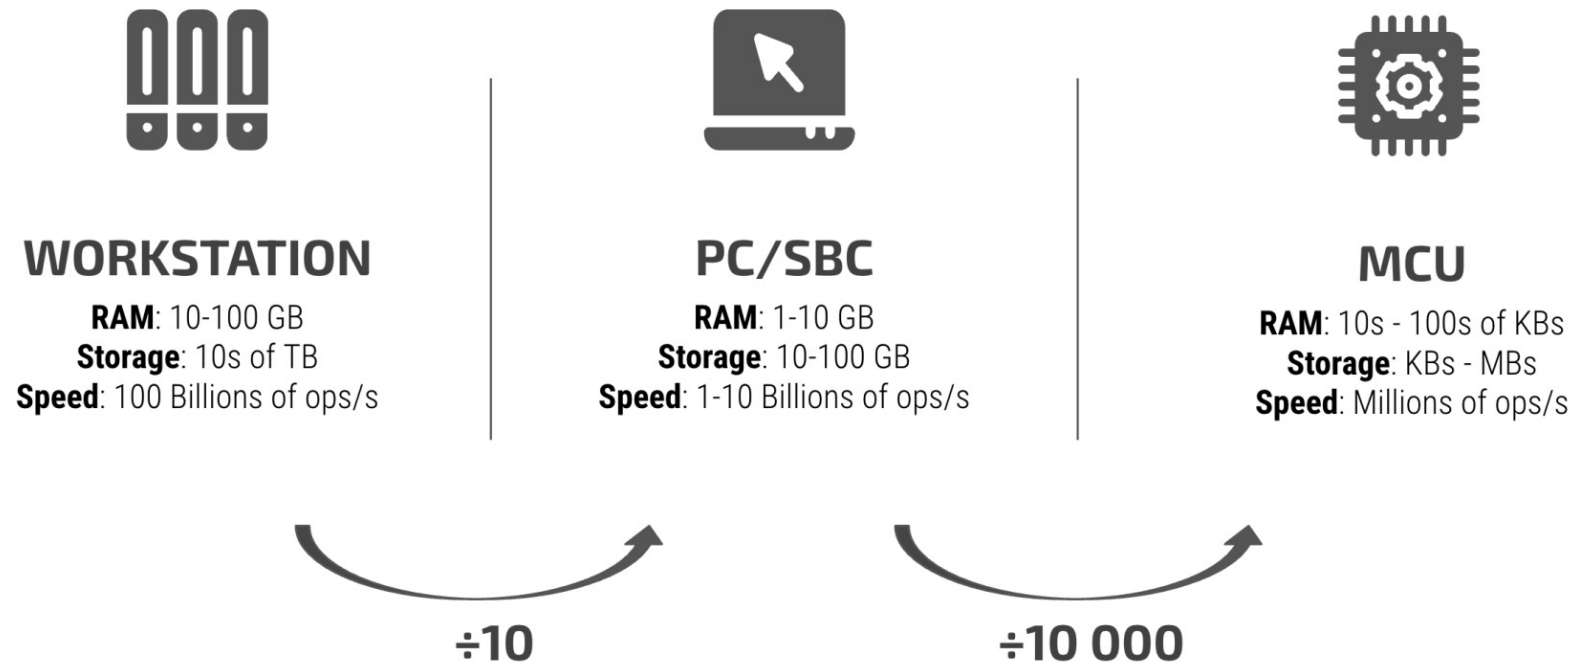 WORKSTATION
RAM: 10-100 GB
Storage: 10s of TB
Speed: 100 Billions of ops/s
PC/SBC
RAM: 1-10 GB
Storage: 10-100 GB
Speed: 1-10 Billions of ops/s
MCU
RAM: 10s - 100s of KBs
Storage: KBs - MBs
Speed: Millions of ops/s
÷10
÷10 000